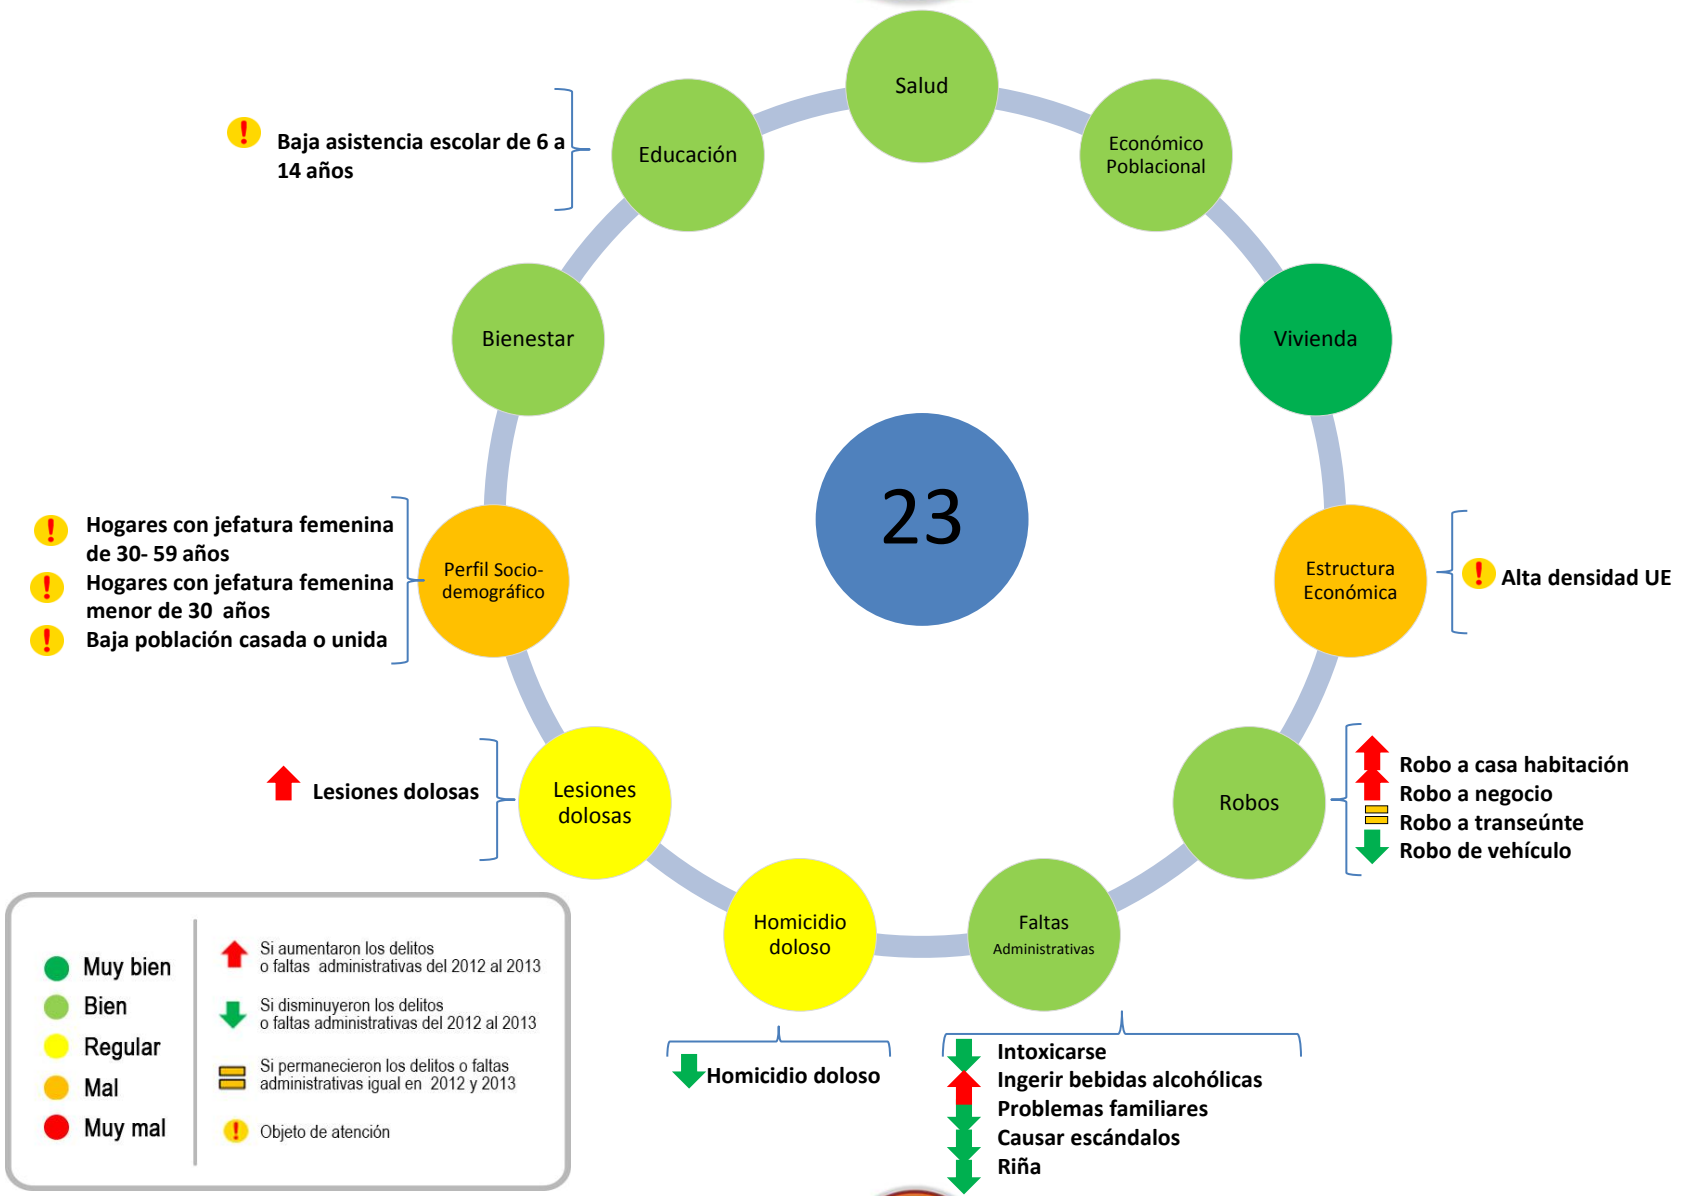 Salud
Económico
Poblacional
Baja asistencia escolar de 6 a
14 años
Educación
Bienestar
Vivienda
23
Hogares con jefatura femenina
de 30- 59 años
Hogares con jefatura femenina
menor de 30  años
Baja población casada o unida
Perfil Socio-
demográfico
Estructura
Económica
Alta densidad UE
Lesiones dolosas
Lesiones
dolosas
Robos
Robo a casa habitación
Robo a negocio
Robo a transeúnte
Robo de vehículo
Homicidio
doloso
Faltas
Administrativas
Homicidio doloso
Intoxicarse
Ingerir bebidas alcohólicas
Problemas familiares
Causar escándalos
Riña
Muy bien
Bien
Regular
Mal
Muy mal
Si aumentaron los delitos
o faltas  administrativas del 2012 al 2013
Si disminuyeron los delitos
o faltas administrativas del 2012 al 2013
Si permanecieron los delitos o faltas
administrativas igual en  2012 y 2013
Objeto de atención